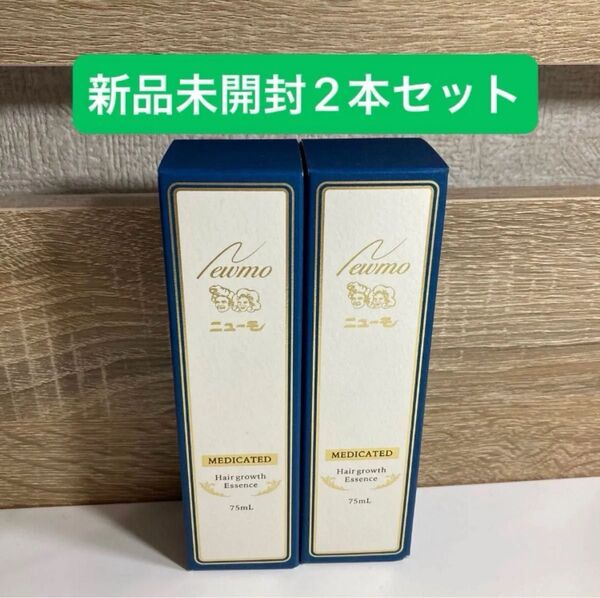 新品未開封2本セット
Newmo
ニューモ
MEDICATED
Hair growth
Essence
75mL
Newmo
ニューモ
MEDICATED
Hair growth
Essence
75mL